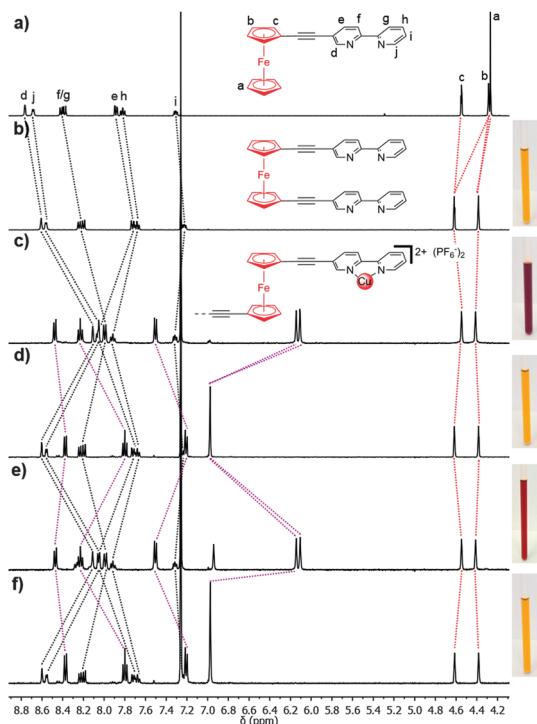 a)
b c e f g h a
Fe N N i
d j
a
d j f/g e h i c b
b)
N N
Fe
N N
c)
2+ (PF₆⁻)₂
N N
Fe Cu
d)
e)
f)
8.8 8.6 8.4 8.2 8.0 7.8 7.6 7.4 7.2 7.0 6.8 6.6 6.4 6.2 6.0 5.8 5.6 5.4 5.2 5.0 4.8 4.6 4.4 4.2
δ (ppm)